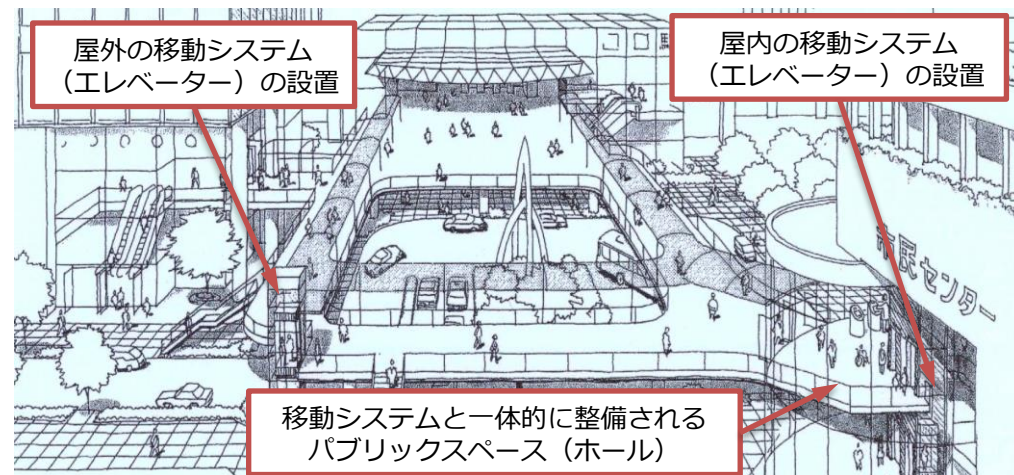 屋外の移動システム
（エレベーター）の設置
屋内の移動システム
（エレベーター）の設置
市民センター
移動システムと一体的に整備される
パブリックスペース（ホール）